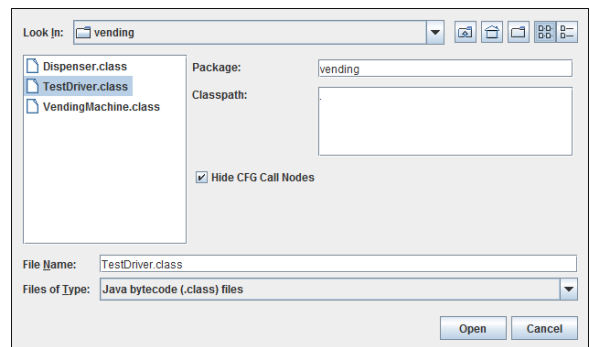 Look In: vending
Dispenser.class
TestDriver.class
VendingMachine.class
Package: vending
Classpath: .
Hide CFG Call Nodes
File Name: TestDriver.class
Files of Type: Java bytecode (.class) files
Open Cancel